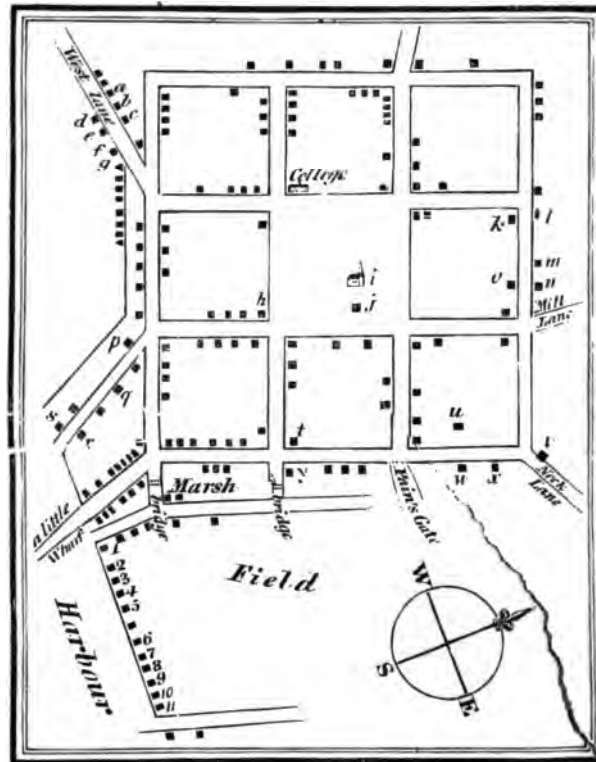 West lane
a
b
c
d
e
f
g
College
k
l
i
m
h
j
o
n
Mill
Lane
p
q
s
u
r
t
v
y
w
x
Marsh
Neck
Lane
a little
Wharf
bridge
bridge
Phin's Gate
1
2
3
4
5
6
7
8
9
10
11
Field
Harbour
W
S
E